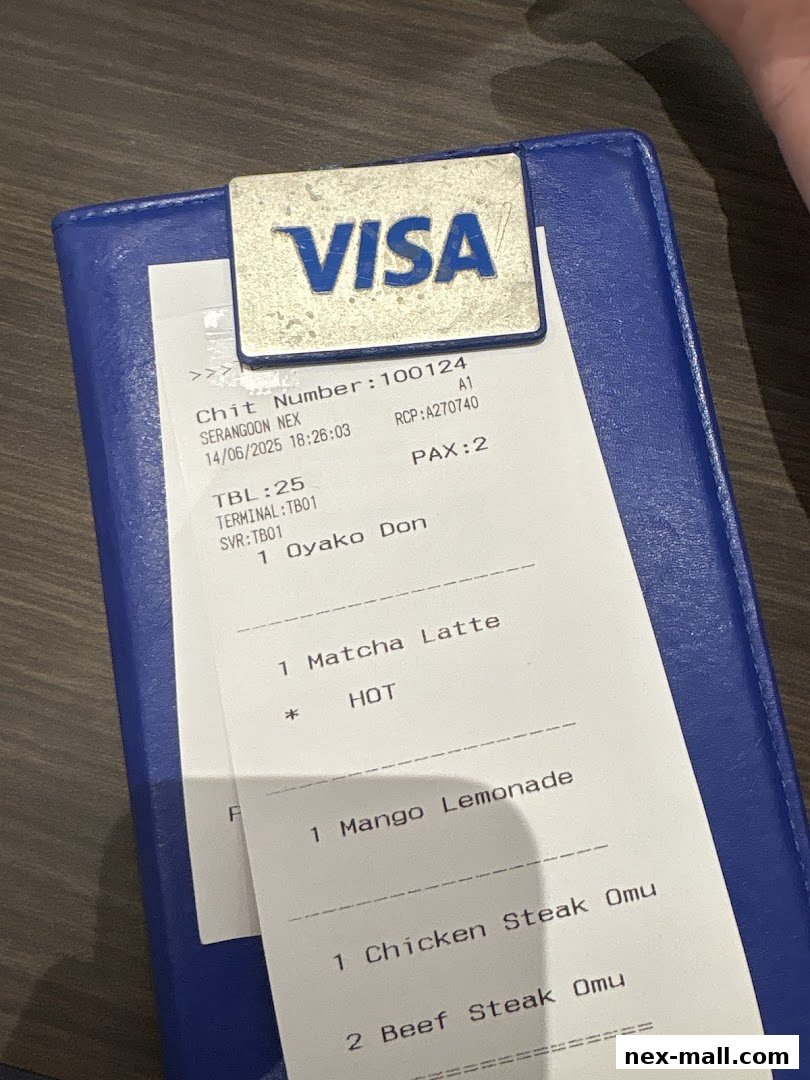 VISA
>>>
Chit Number:100124
SERANGOON NEX A1
14/06/2025 18:26:03 RCP:A270740
TBL:25 PAX:2
TERMINAL:TB01
SVR:TB01
1 Oyako Don
1 Matcha Latte
* HOT
1 Mango Lemonade
1 Chicken Steak Omu
2 Beef Steak Omu
nex-mall.com